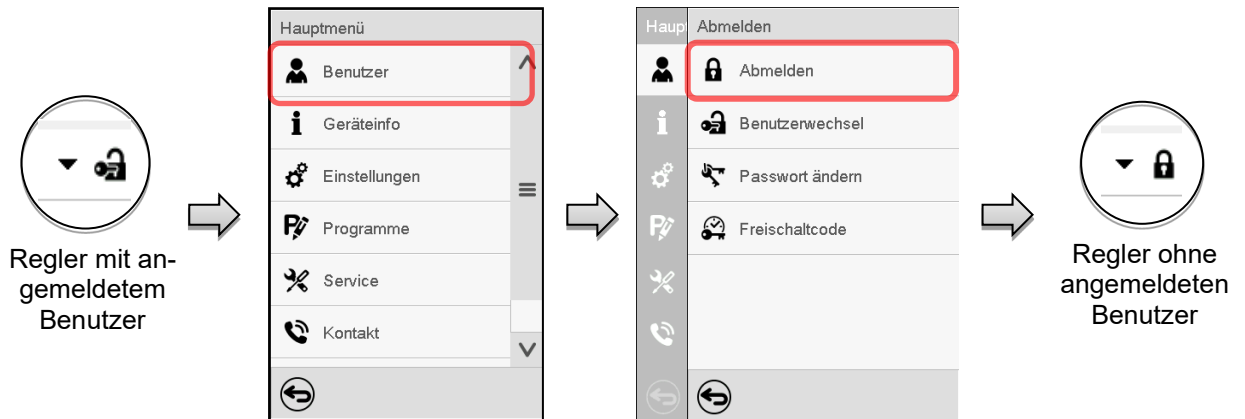 Regler mit an-
gemeldetem
Benutzer
Hauptmenü
Benutzer
Geräteinfo
Einstellungen
Programme
Service
Kontakt
Haup
Abmelden
Abmelden
Benutzerwechsel
Passwort ändern
Freischaltcode
Regler ohne
angemeldeten
Benutzer